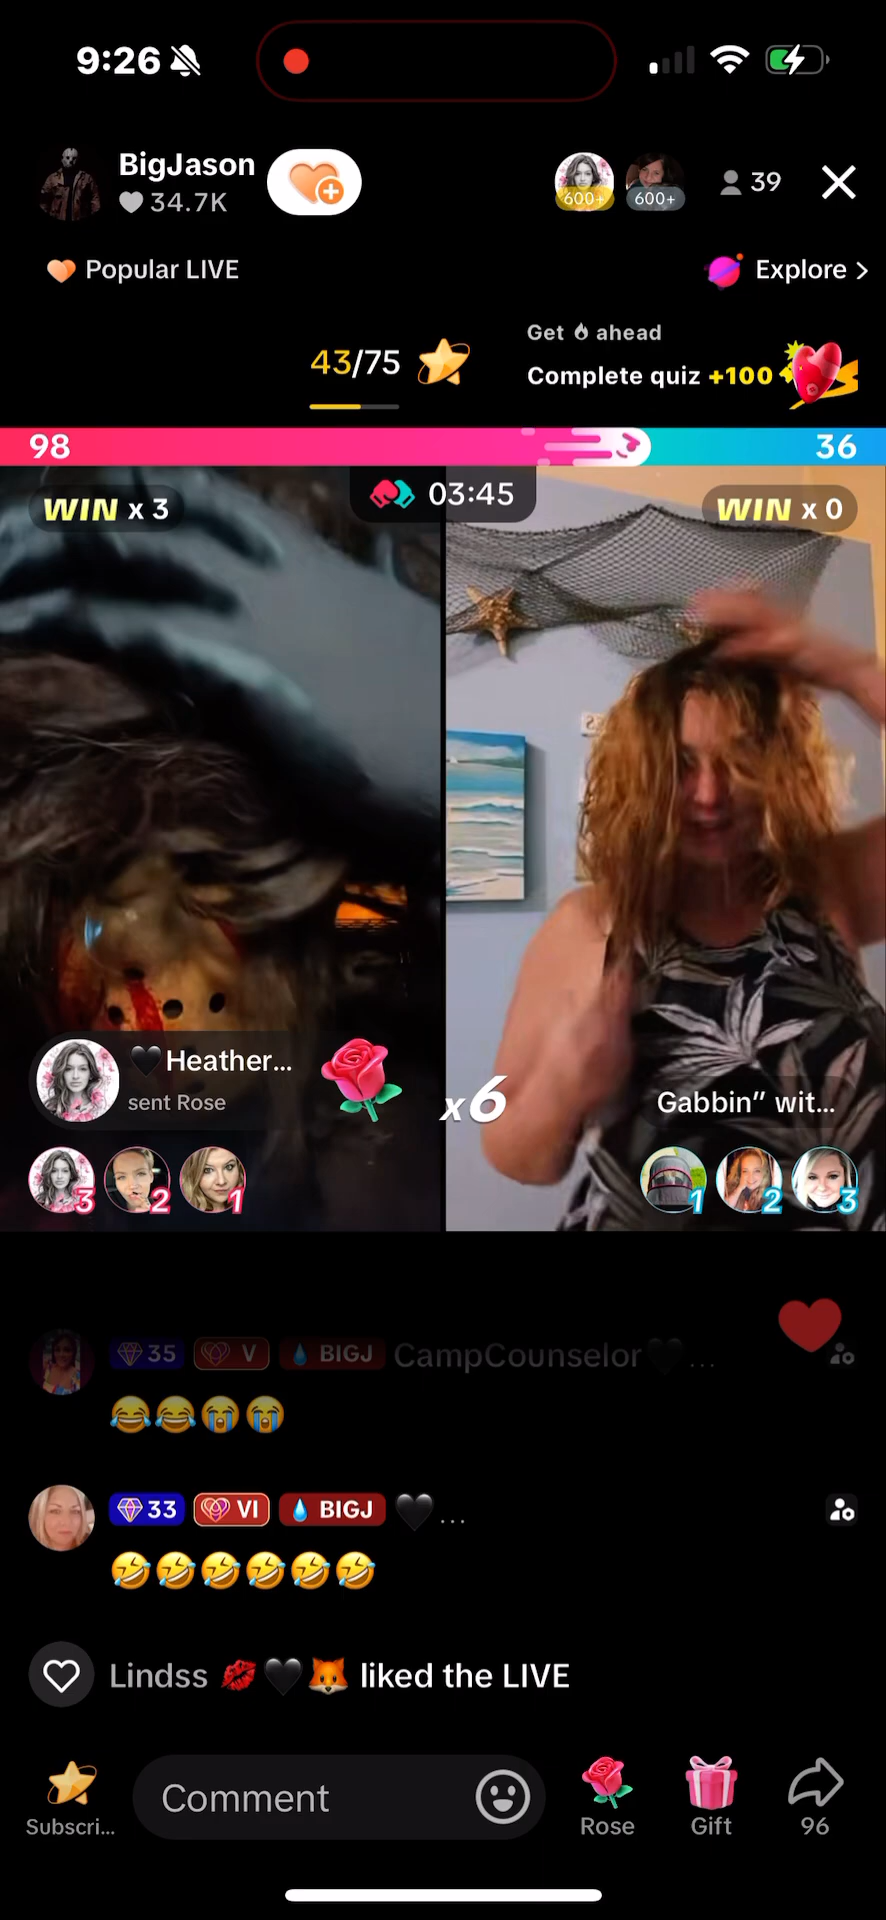 9:26
BigJason
34.7K
600+
600+
39
Popular LIVE
Explore >
43/75
Get 🔥 ahead
Complete quiz +100
98
36
WIN x 3
03:45
WIN x 0
🖤Heather...
sent Rose
x6
Gabbin” wit...
3
2
1
1
2
3
35 V BIGJ CampCounselor🖤...
😂😂😭😭
33 VI BIGJ 🖤...
🤣🤣🤣🤣🤣🤣
Lindss 💋🖤🦊 liked the LIVE
Comment
Subscri...
Rose
Gift
96